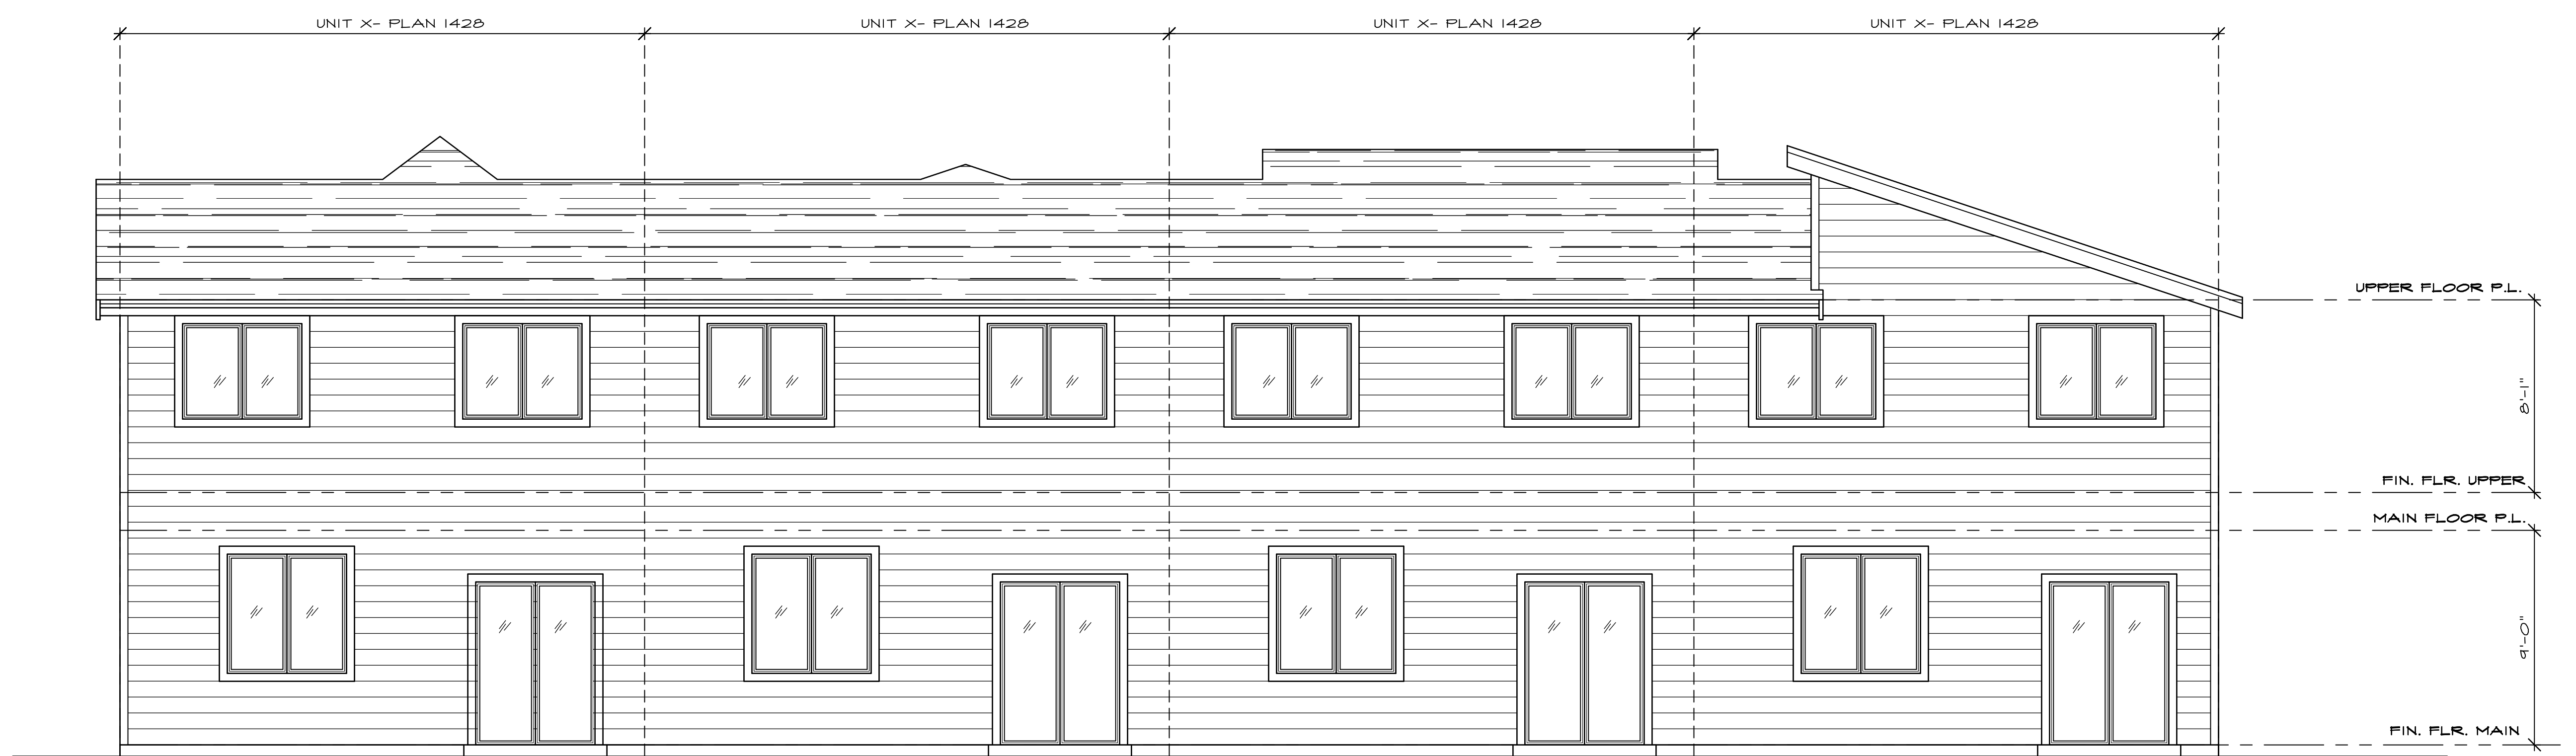 UNIT X- PLAN 1428
UNIT X- PLAN 1428
UNIT X- PLAN 1428
UNIT X- PLAN 1428
UPPER FLOOR P.L.
8'-1"
FIN. FLR. UPPER
MAIN FLOOR P.L.
9'-0"
FIN. FLR. MAIN